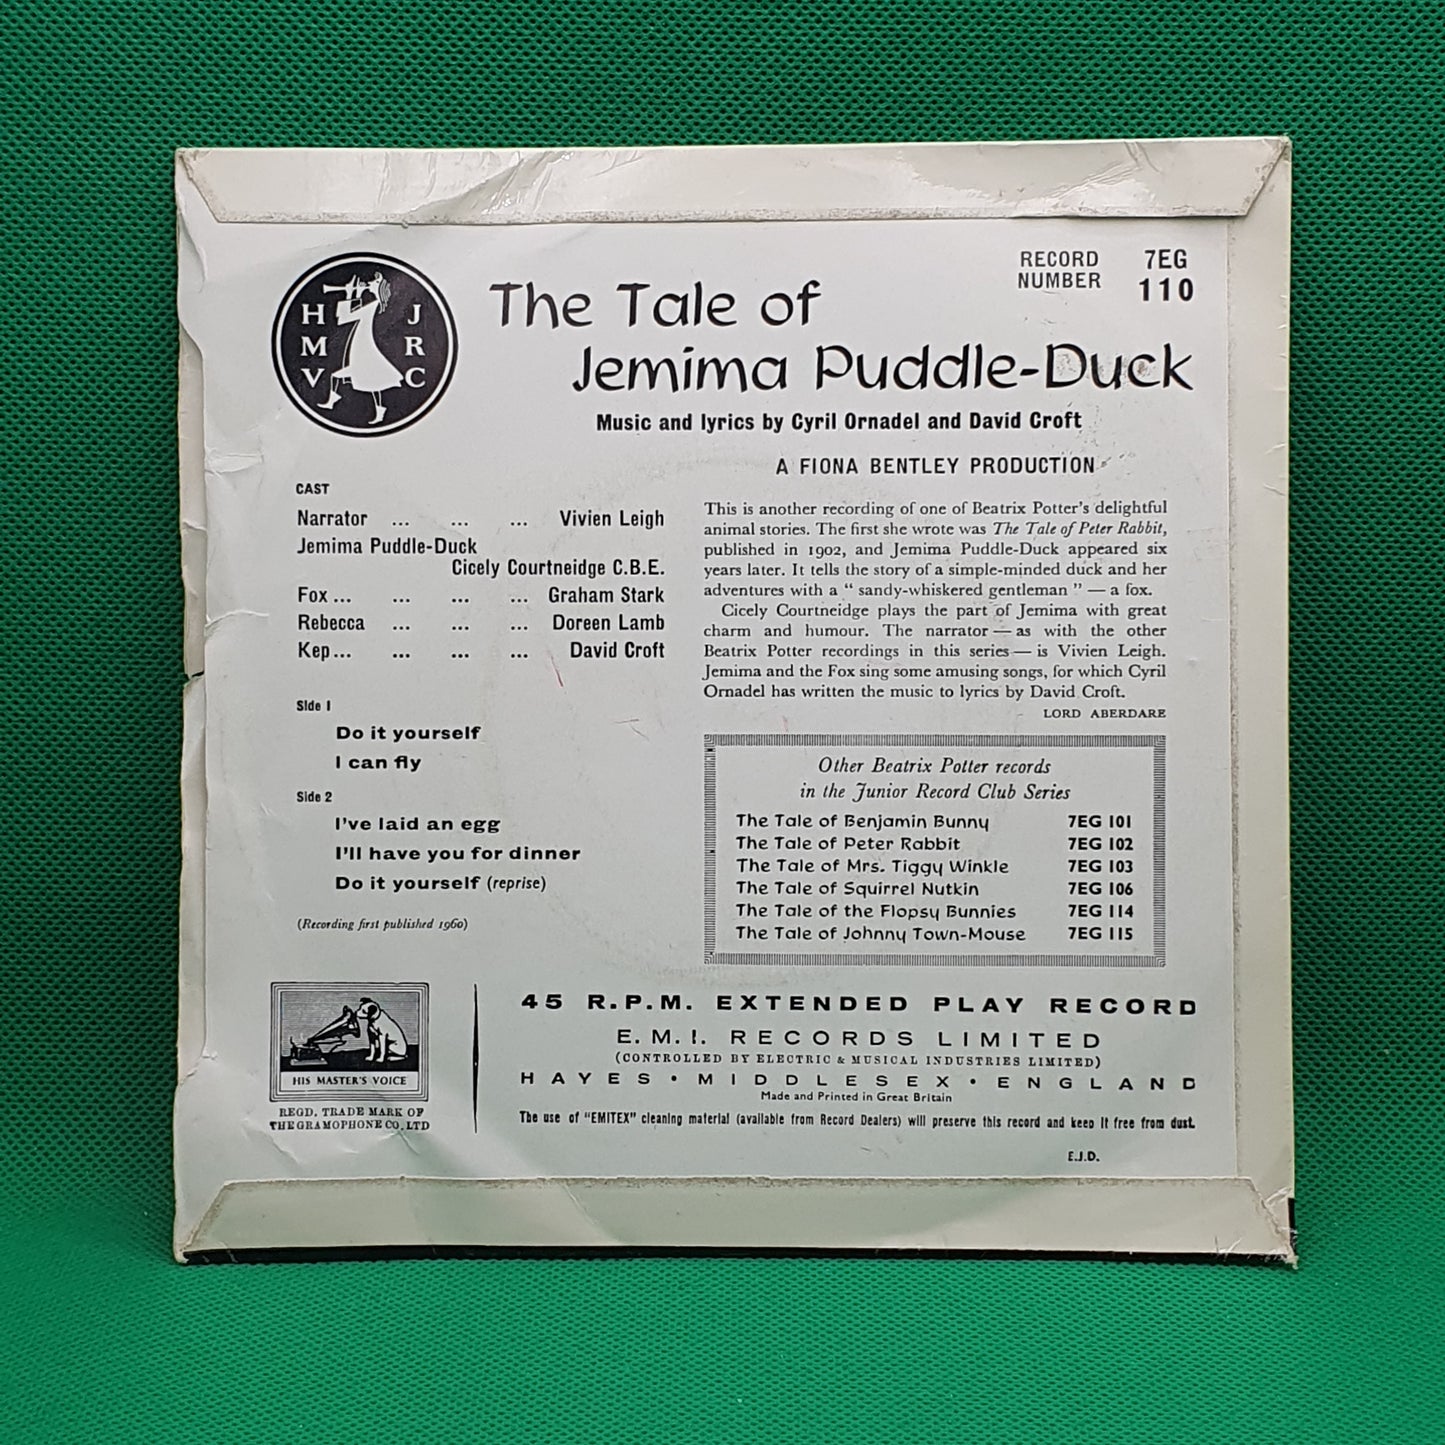 HMV JRC
The Tale of
Jemima Puddle-Duck
RECORD NUMBER 7EG 110
Music and lyrics by Cyril Ornadel and David Croft
A FIONA BENTLEY PRODUCTION
CAST
Narrator ... ... ... Vivien Leigh
Jemima Puddle-Duck
Cicely Courtneidge C.B.E.
Fox ... ... ... ... Graham Stark
Rebecca ... ... ... Doreen Lamb
Kep ... ... ... ... David Croft
Side 1
Do it yourself
I can fly
Side 2
I've laid an egg
I'll have you for dinner
Do it yourself (reprise)
(Recording first published 1960)
This is another recording of one of Beatrix Potter's delightful
animal stories. The first she wrote was The Tale of Peter Rabbit,
published in 1902, and Jemima Puddle-Duck appeared six
years later. It tells the story of a simple-minded duck and her
adventures with a " sandy-whiskered gentleman " — a fox.
Cicely Courtneidge plays the part of Jemima with great
charm and humour. The narrator — as with the other
Beatrix Potter recordings in this series — is Vivien Leigh.
Jemima and the Fox sing some amusing songs, for which Cyril
Ornadel has written the music to lyrics by David Croft.
LORD ABERDARE
Other Beatrix Potter records
in the Junior Record Club Series
The Tale of Benjamin Bunny 7EG 101
The Tale of Peter Rabbit 7EG 102
The Tale of Mrs. Tiggy Winkle 7EG 103
The Tale of Squirrel Nutkin 7EG 106
The Tale of the Flopsy Bunnies 7EG 114
The Tale of Johnny Town-Mouse 7EG 115
HIS MASTER'S VOICE
REGD. TRADE MARK OF
THE GRAMOPHONE CO. LTD
45 R.P.M. EXTENDED PLAY RECORD
E.M.I. RECORDS LIMITED
(CONTROLLED BY ELECTRIC & MUSICAL INDUSTRIES LIMITED)
HAYES • MIDDLESEX • ENGLAND
Made and Printed in Great Britain
The use of "EMITEX" cleaning material (available from Record Dealers) will preserve this record and keep it free from dust.
E.J.D.